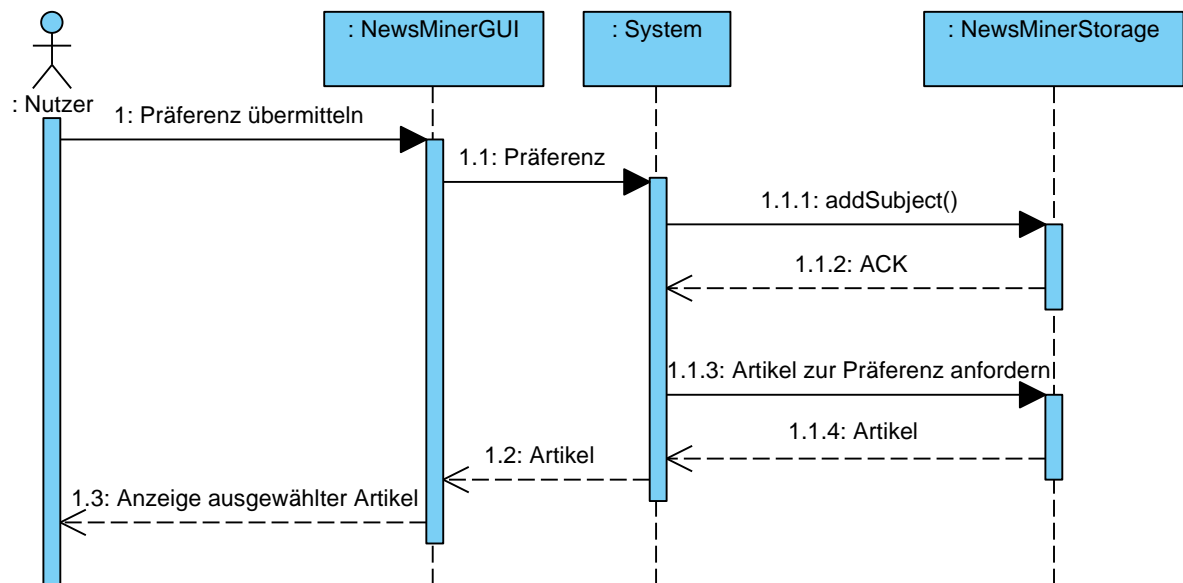 : NewsMinerGUI
: System
: NewsMinerStorage
: Nutzer
1: Präferenz übermitteln
1.1: Präferenz
1.1.1: addSubject()
1.1.2: ACK
1.1.3: Artikel zur Präferenz anfordern
1.1.4: Artikel
1.2: Artikel
1.3: Anzeige ausgewählter Artikel